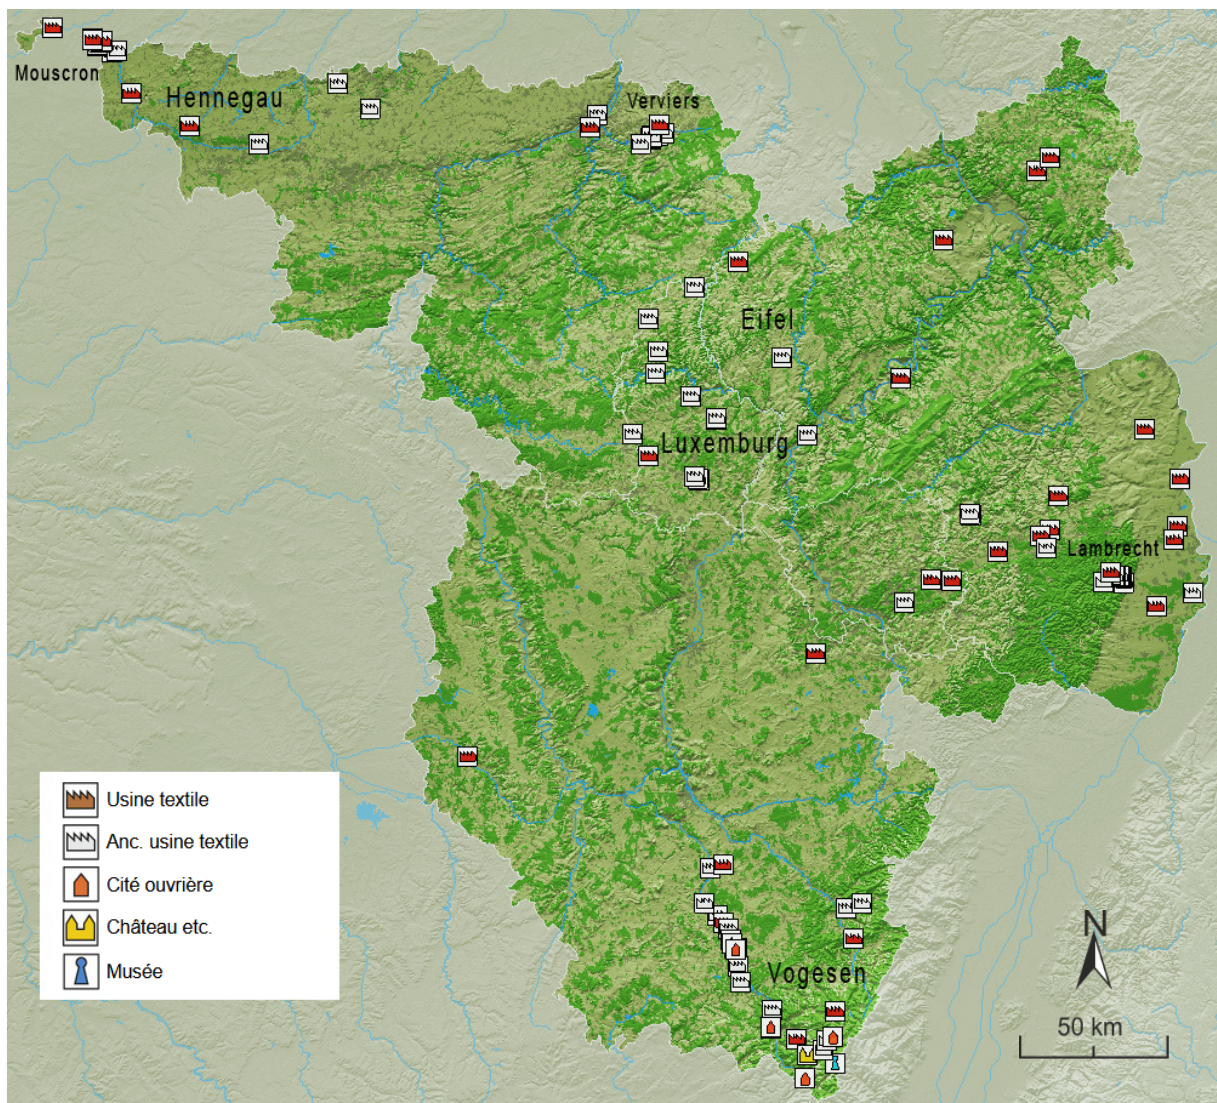 Mouscron
Hennegau
Verviers
Eifel
Luxemburg
Lambrecht
Usine textile
Anc. usine textile
Cité ouvrière
Château etc.
Musée
Vogesen
N
50 km